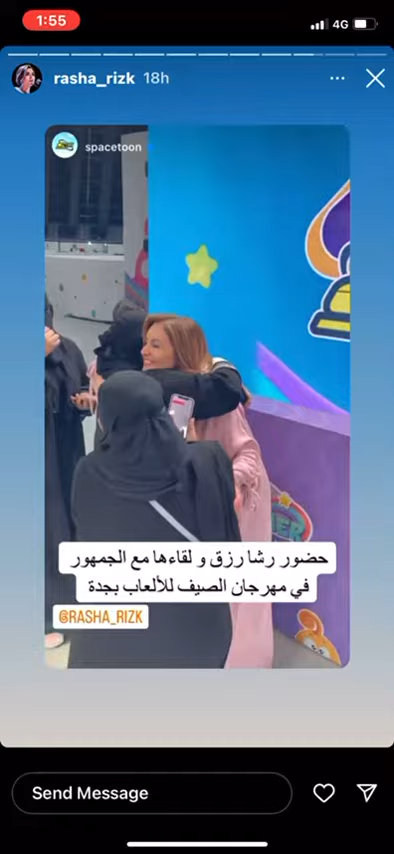 1:55
4G
rasha_rizk 18h
spacetoon
حضور رشا رزق و لقاءها مع الجمهور
في مهرجان الصيف للألعاب بجدة
@RASHA_RIZK
Send Message